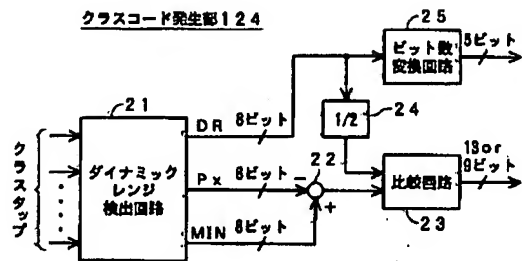 クラスコード発生部124
25
ビット数
変換回路
5ビット
21
DR 8ビット
1/2
24
クラスタップ
ダイナミック
レンジ
検出回路
Px 8ビット
22
−
+
比較回路
13or
9ビット
23
MIN 8ビット